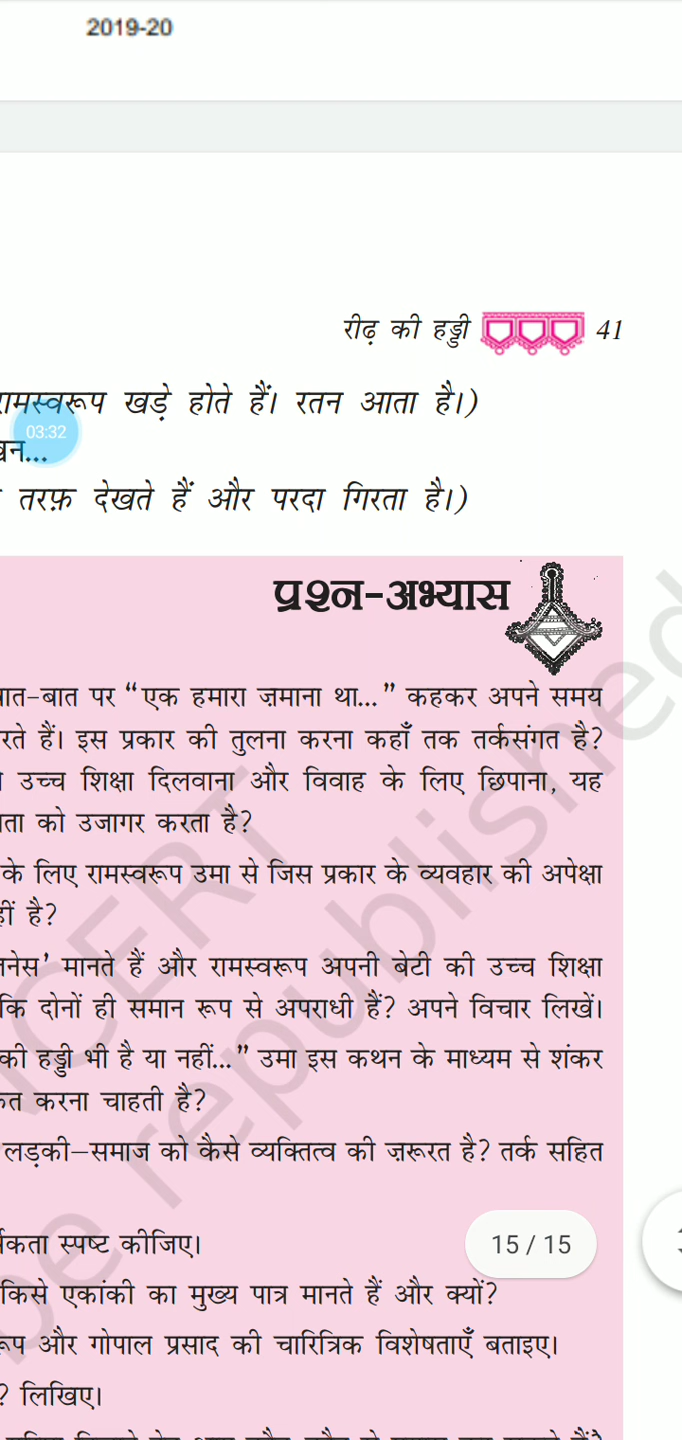 2019-20
रीढ़ की हड्डी 41
रामस्वरूप खड़े होते हैं। रतन आता है।)
03:32
तरफ़ देखते हैं और परदा गिरता है।)
प्रश्न-अभ्यास
बात-बात पर “एक हमारा ज़माना था...” कहकर अपने समय
रते हैं। इस प्रकार की तुलना करना कहाँ तक तर्कसंगत है?
उच्च शिक्षा दिलवाना और विवाह के लिए छिपाना, यह
ता को उजागर करता है?
के लिए रामस्वरूप उमा से जिस प्रकार के व्यवहार की अपेक्षा
हीं है?
नेस’ मानते हैं और रामस्वरूप अपनी बेटी की उच्च शिक्षा
कि दोनों ही समान रूप से अपराधी हैं? अपने विचार लिखें।
की हड्डी भी है या नहीं...” उमा इस कथन के माध्यम से शंकर
त करना चाहती है?
लड़की—समाज को कैसे व्यक्तित्व की ज़रूरत है? तर्क सहित
कता स्पष्ट कीजिए।
15 / 15
किसे एकांकी का मुख्य पात्र मानते हैं और क्यों?
रूप और गोपाल प्रसाद की चारित्रिक विशेषताएँ बताइए।
? लिखिए।
NCERT
be republished